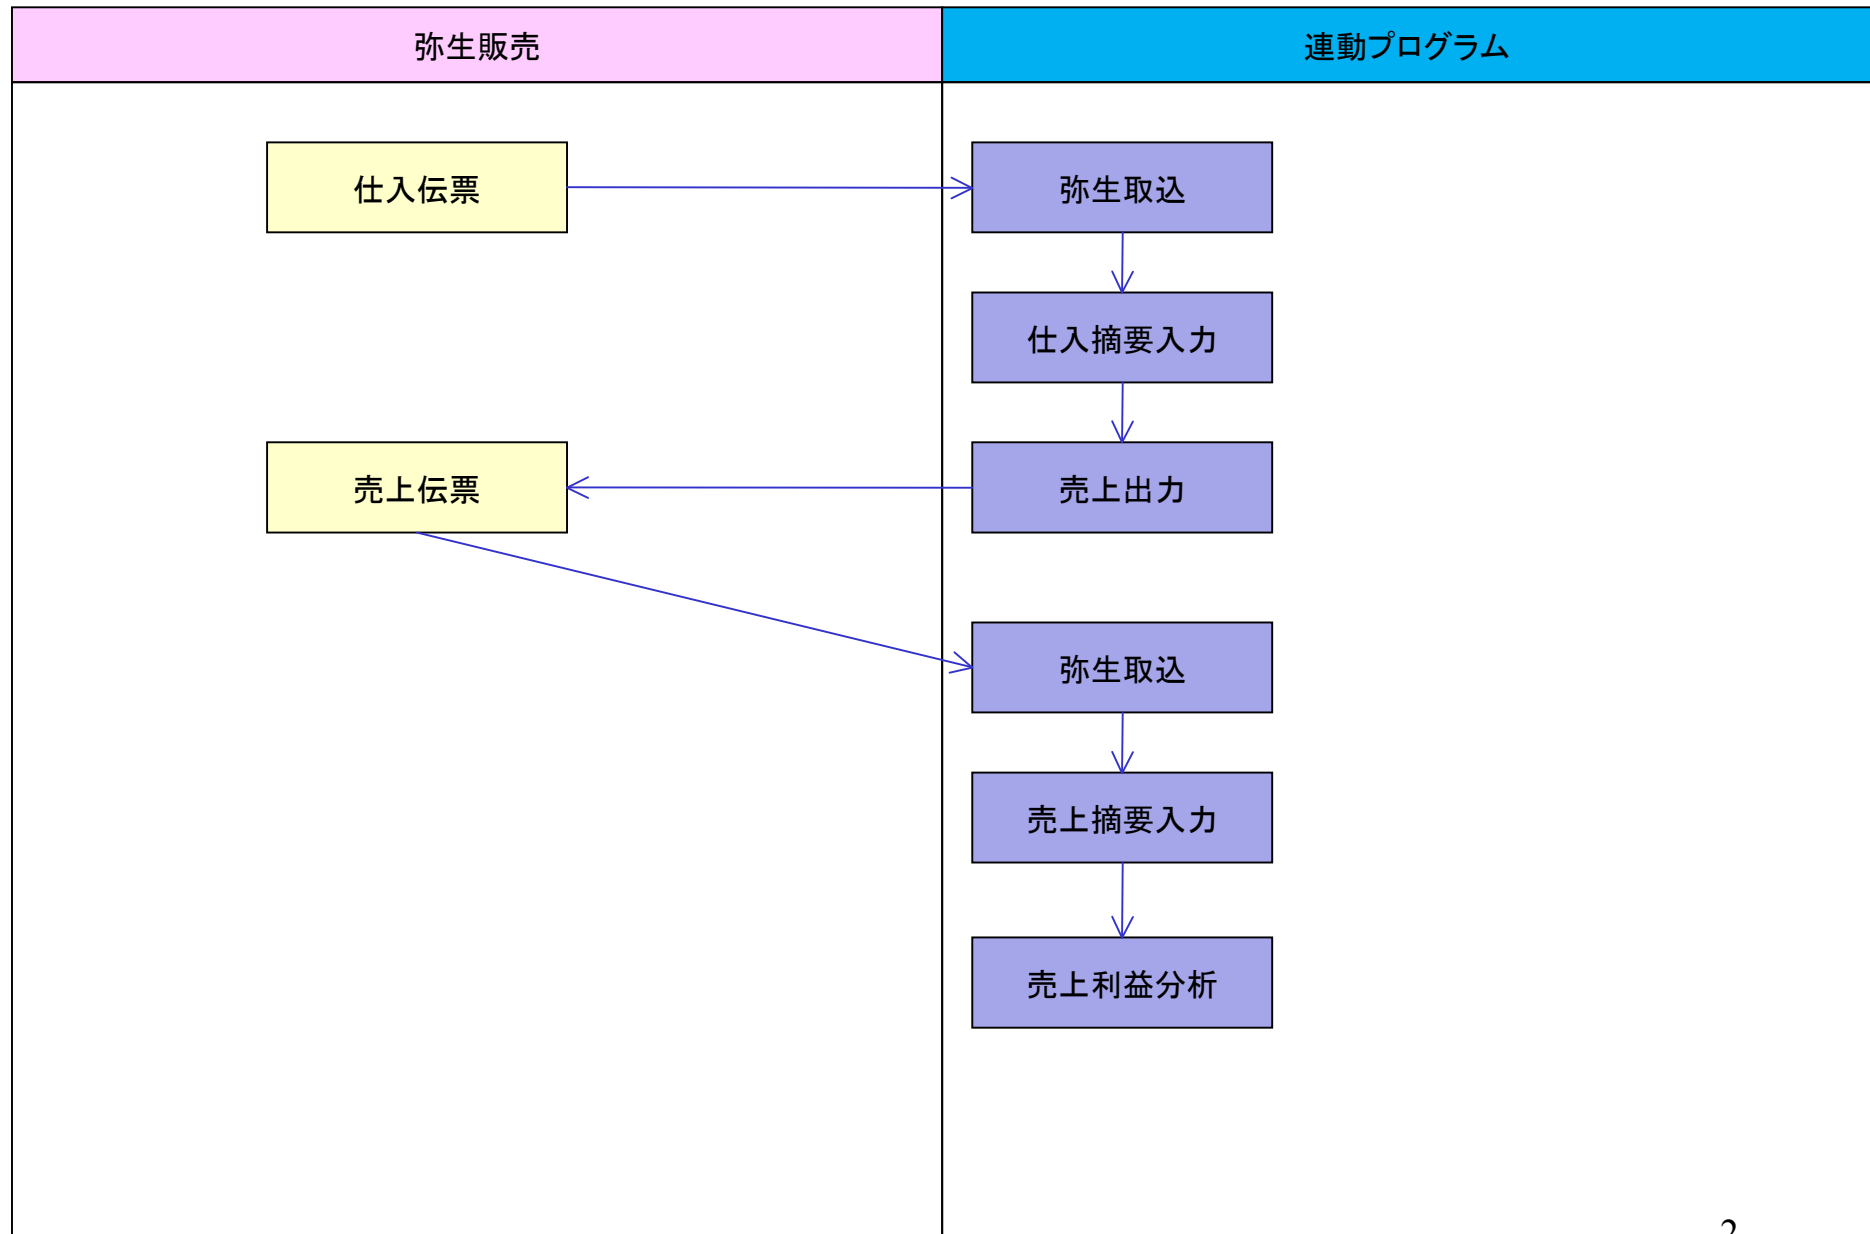 弥生販売
連動プログラム
仕入伝票
弥生取込
仕入摘要入力
売上伝票
売上出力
弥生取込
売上摘要入力
売上利益分析
2